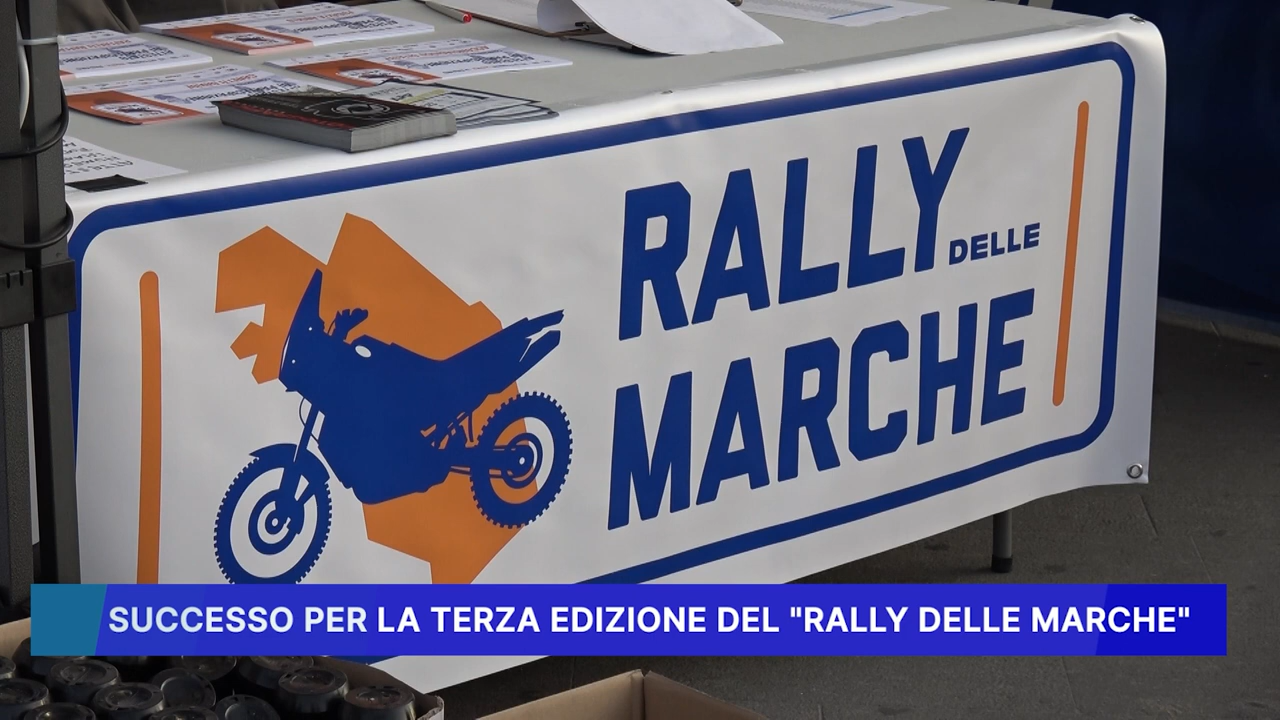 RALLY
DELLE
MARCHE
SUCCESSO PER LA TERZA EDIZIONE DEL "RALLY DELLE MARCHE"